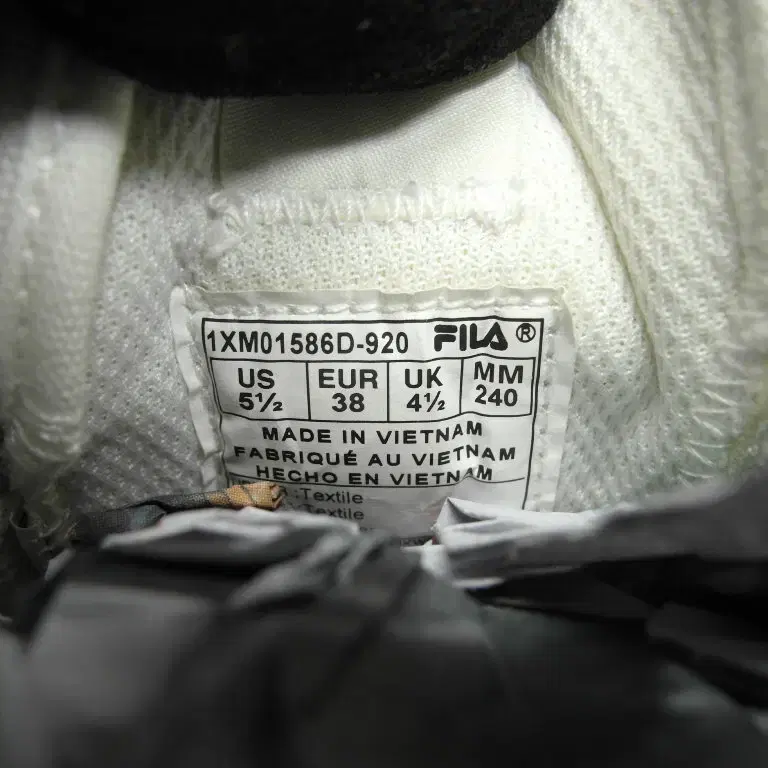 1XM01586D-920 FILA ®
US EUR UK MM
5½ 38 4½ 240
MADE IN VIETNAM
FABRIQUÉ AU VIETNAM
HECHO EN VIETNAM
:Textile
:Textile